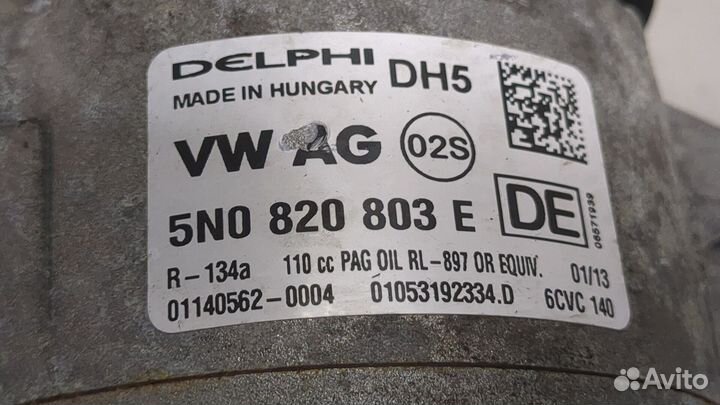 DELPHI DH5
MADE IN HUNGARY
VW AG 02S
5N0 820 803 E DE
06571939
R-134a 110 cc PAG OIL RL-897 OR EQUIV. 01/13
01140562-0004 01053192334.D 6CVC 140
Avito